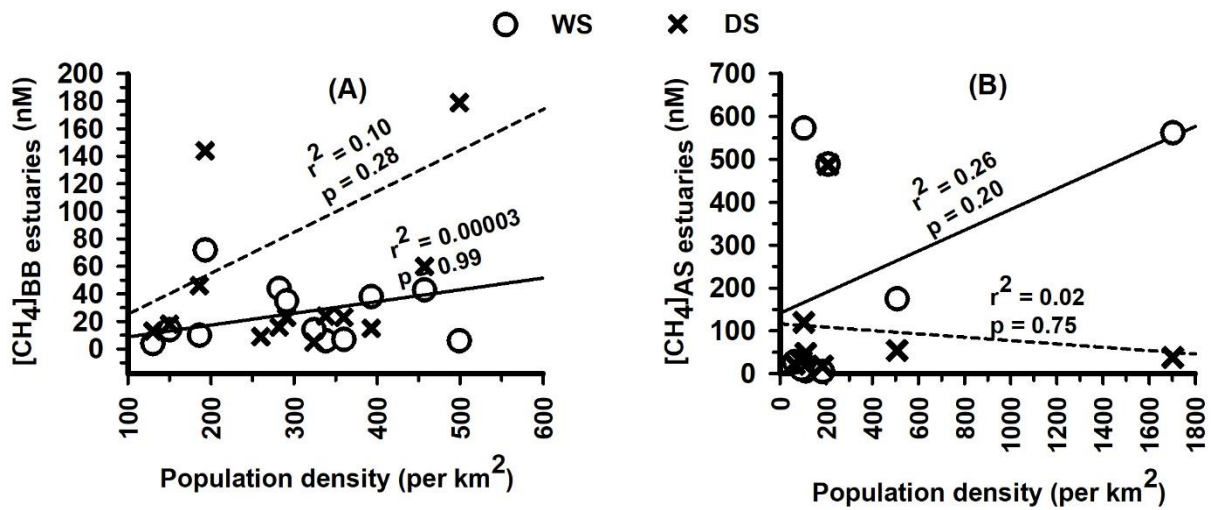 WS DS
(A)
[CH4]BB estuaries (nM)
200
180
160
140
120
100
80
60
40
20
0
r2 = 0.10
p = 0.28
r2 = 0.00003
p = 0.99
100
200
300
400
500
600
Population density (per km2)
(B)
[CH4]AS estuaries (nM)
700
600
500
400
300
200
100
0
r2 = 0.26
p = 0.20
r2 = 0.02
p = 0.75
0
200
400
600
800
1000
1200
1400
1600
1800
Population density (per km2)